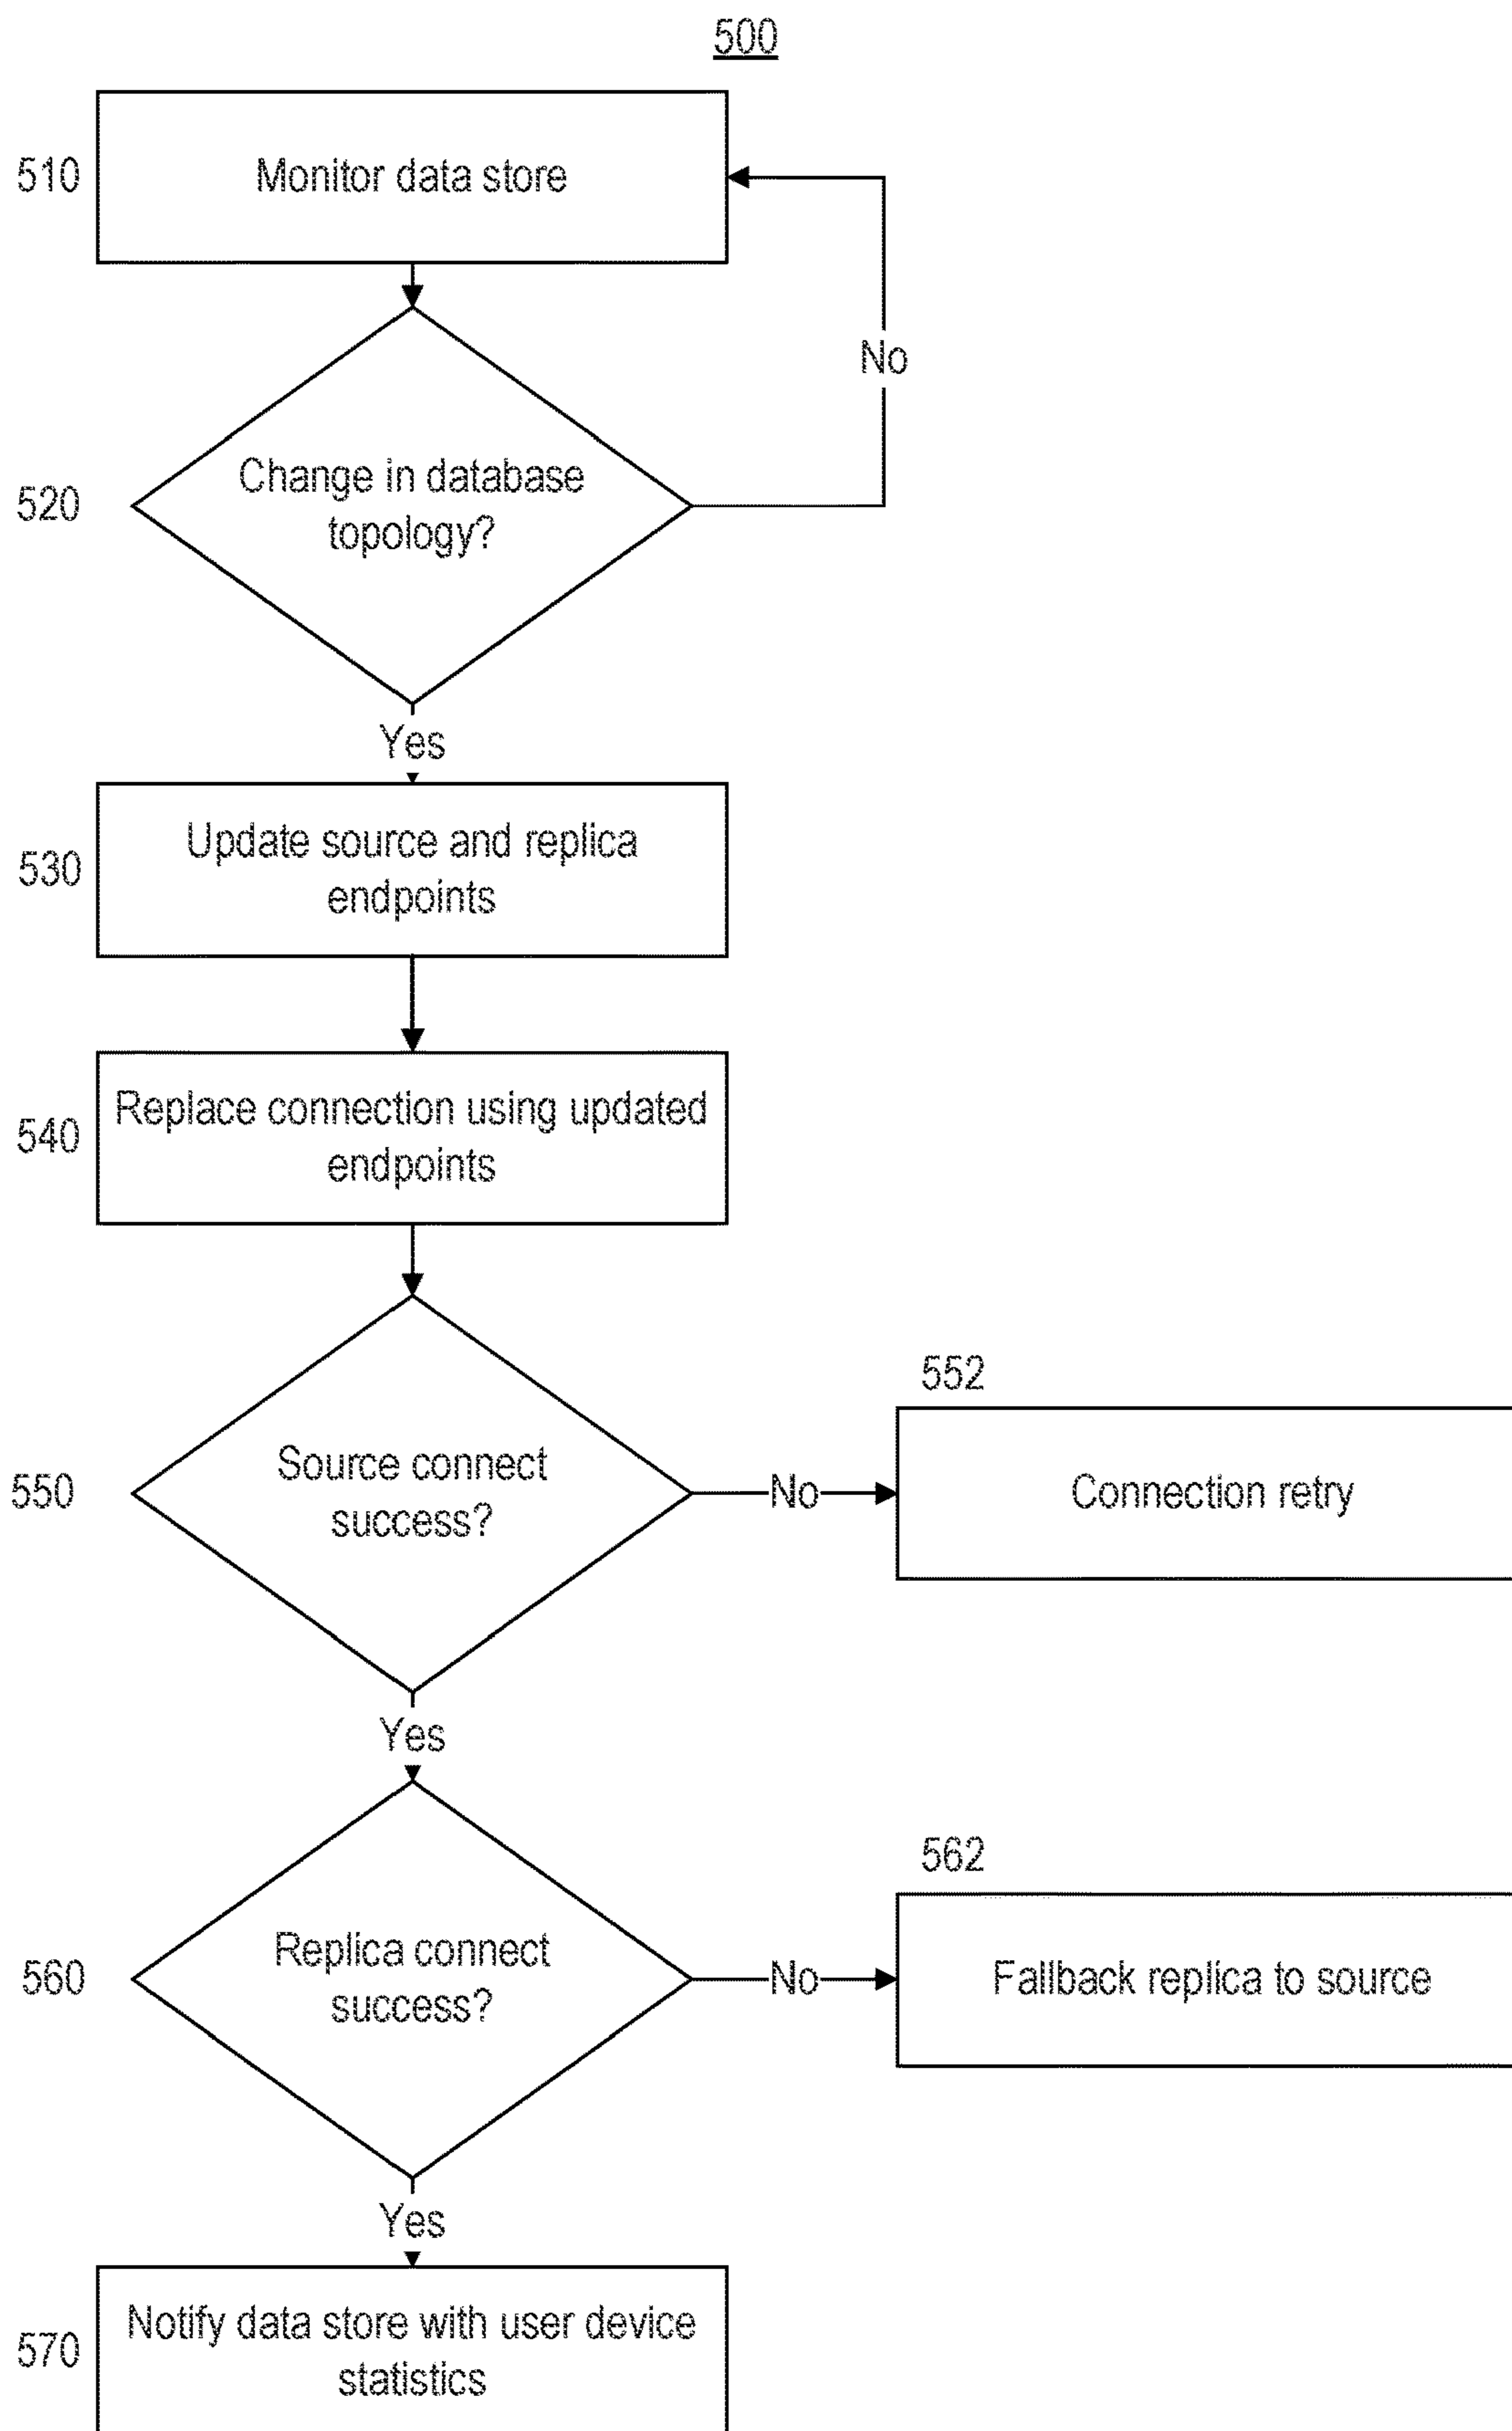 500
510
Monitor data store
No
520
Change in database
topology?
Yes
530
Update source and replica
endpoints
540
Replace connection using updated
endpoints
552
550
Source connect
success?
No
Connection retry
Yes
562
560
Replica connect
success?
No
Fallback replica to source
Yes
570
Notify data store with user device
statistics